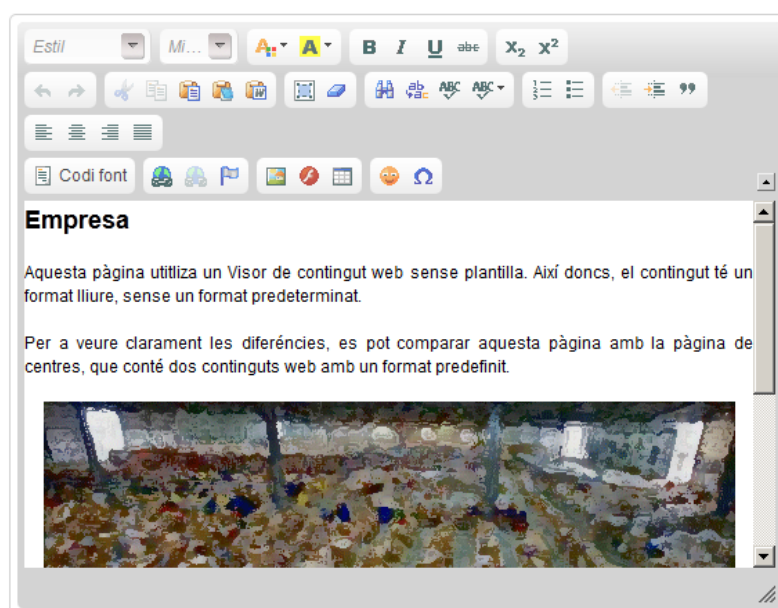 Estil Mi... A A B I U abc X₂ X²
ABC ABC
Codi font Ω
Empresa
Aquesta pàgina utitliza un Visor de contingut web sense plantilla. Així doncs, el contingut té un
format lliure, sense un format predeterminat.
Per a veure clarament les diferéncies, es pot comparar aquesta pàgina amb la pàgina de
centres, que conté dos continguts web amb un format predefinit.